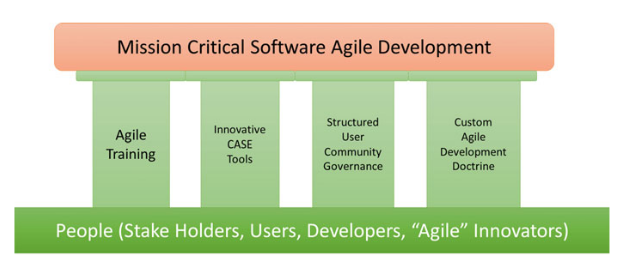 Mission Critical Software Agile Development
Agile
Training
Innovative
CASE
Tools
Structured
User
Community
Governance
Custom
Agile
Development
Doctrine
People (Stake Holders, Users, Developers, “Agile” Innovators)